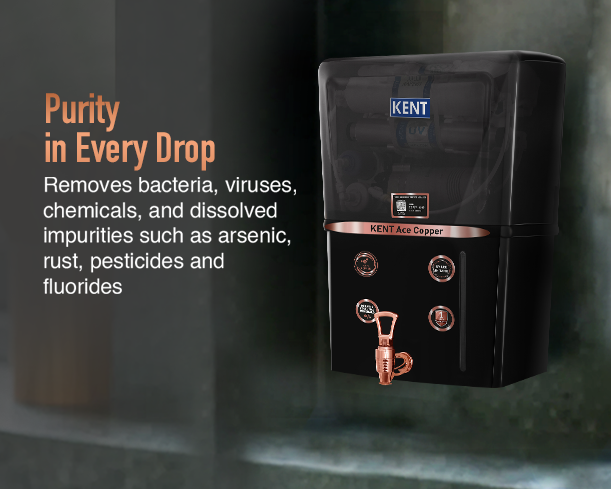 Purity
in Every Drop
Removes bacteria, viruses,
chemicals, and dissolved
impurities such as arsenic,
rust, pesticides and
fluorides
KENT
KENT Ace Copper